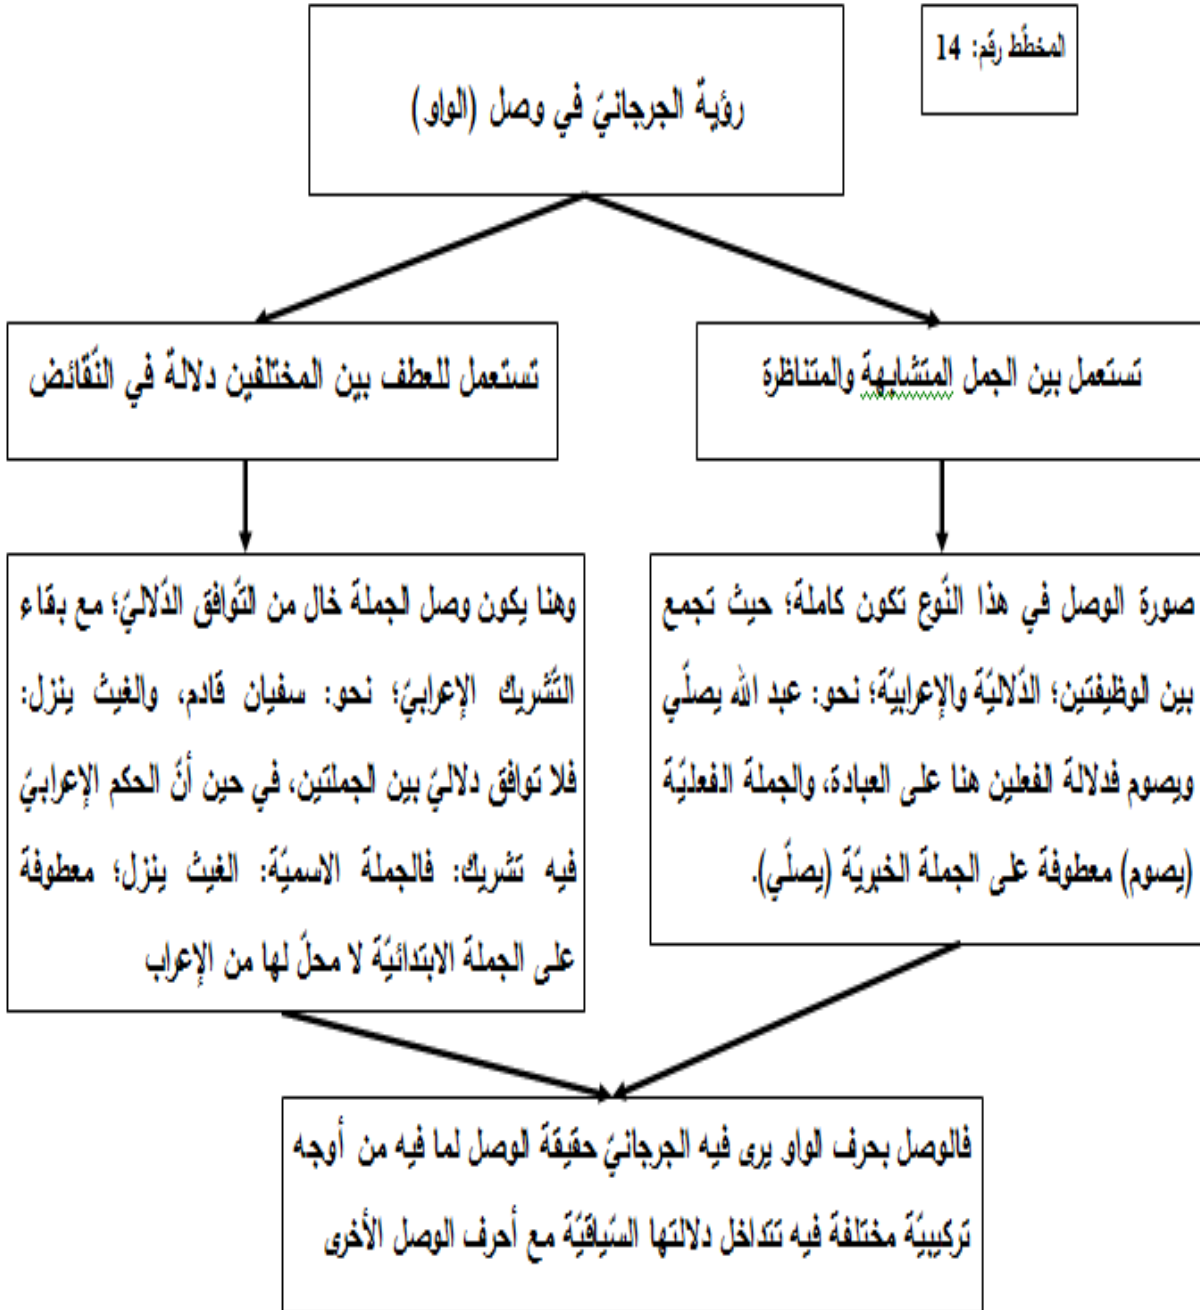 المخطّط رقم: 14
رؤية الجرجانيّ في وصل (الواو)
تستعمل بين الجمل المتشابهة والمتناظرة
تستعمل للعطف بين المختلفين دلالة في النّقائض
صورة الوصل في هذا النّوع تكون كاملة؛ حيث تجمع
بين الوظيفتين؛ الدّلاليّة والإعرابيّة؛ نحو: عبد الله يصلّي
ويصوم فدلالة الفعلين هنا على العبادة، والجملة الفعليّة
(يصوم) معطوفة على الجملة الخبريّة (يصلّي).
وهنا يكون وصل الجملة خال من التّوافق الدّلاليّ؛ مع بقاء
التّشريك الإعرابيّ؛ نحو: سفيان قادم، والغيث ينزل:
فلا توافق دلاليّ بين الجملتين، في حين أنّ الحكم الإعرابيّ
فيه تشريك: فالجملة الاسميّة: الغيث ينزل؛ معطوفة
على الجملة الابتدائيّة لا محلّ لها من الإعراب
فالوصل بحرف الواو يرى فيه الجرجانيّ حقيقة الوصل لما فيه من أوجه
تركيبيّة مختلفة فيه تتداخل دلالتها السّياقيّة مع أحرف الوصل الأخرى